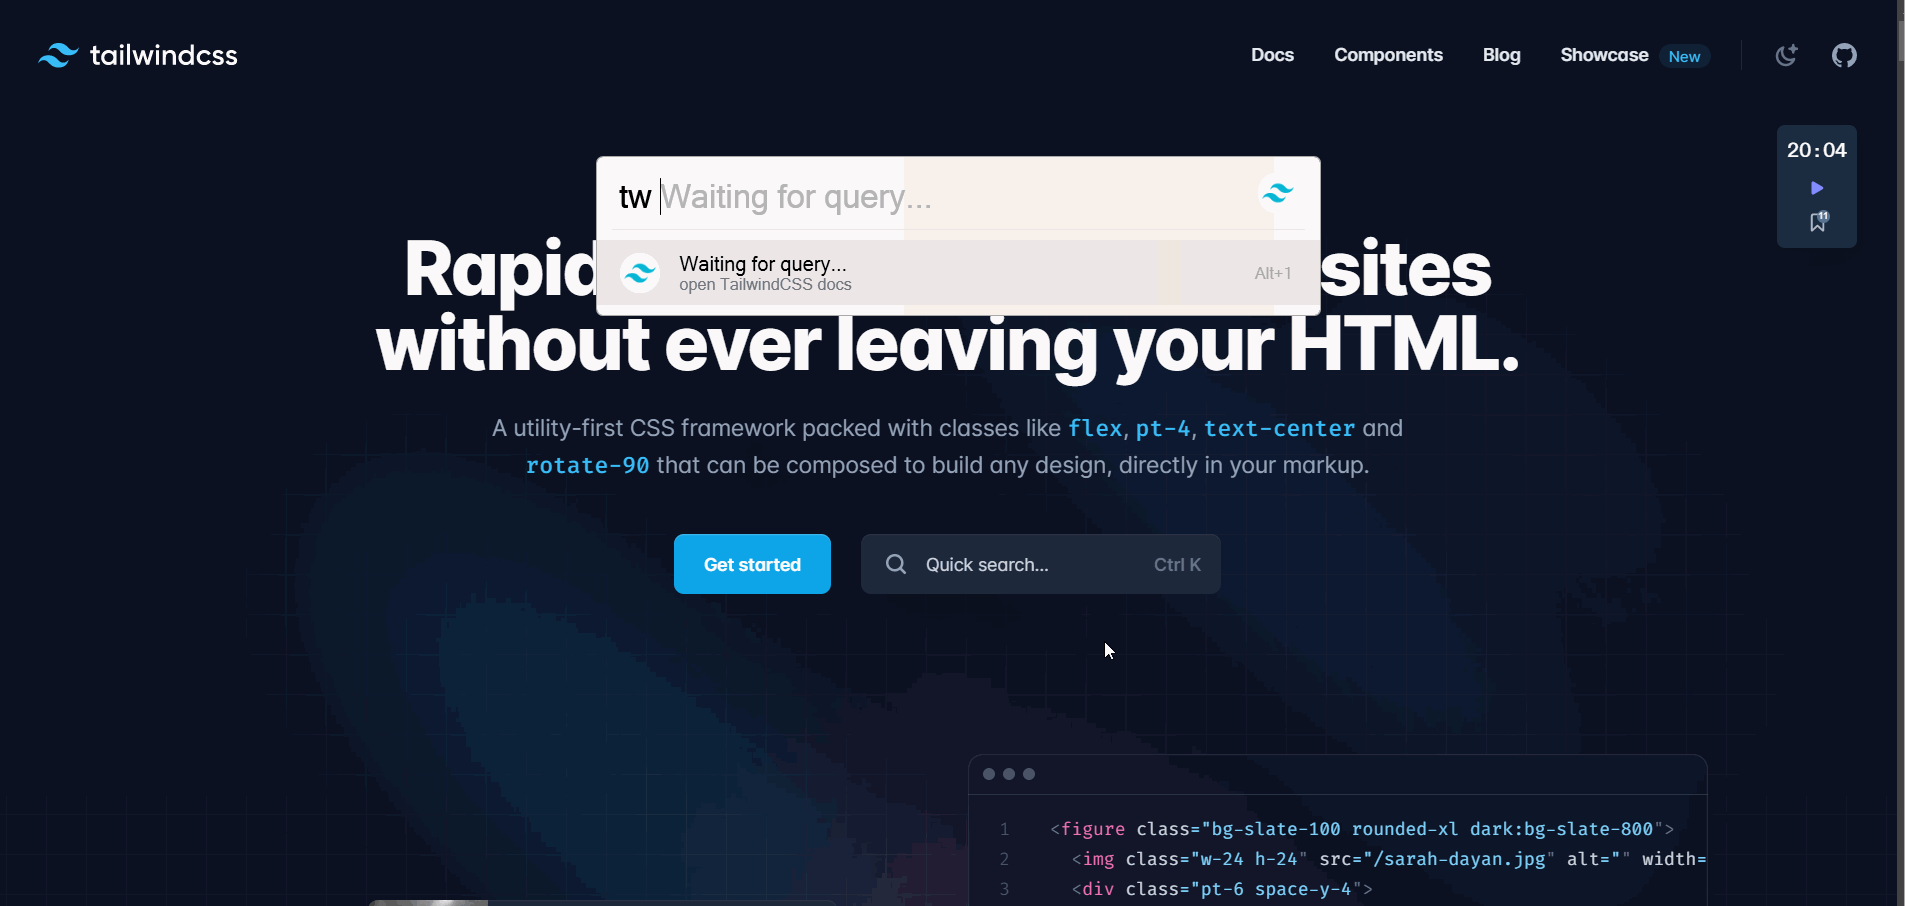 tailwindcss
Docs Components Blog Showcase New
20:04
11
tw Waiting for query...
Waiting for query...
open TailwindCSS docs
Alt+1
Rapid sites
without ever leaving your HTML.
A utility-first CSS framework packed with classes like flex, pt-4, text-center and
rotate-90 that can be composed to build any design, directly in your markup.
Get started
Quick search... Ctrl K
1 <figure class="bg-slate-100 rounded-xl dark:bg-slate-800">
2 <img class="w-24 h-24" src="/sarah-dayan.jpg" alt="" width=
3 <div class="pt-6 space-y-4">